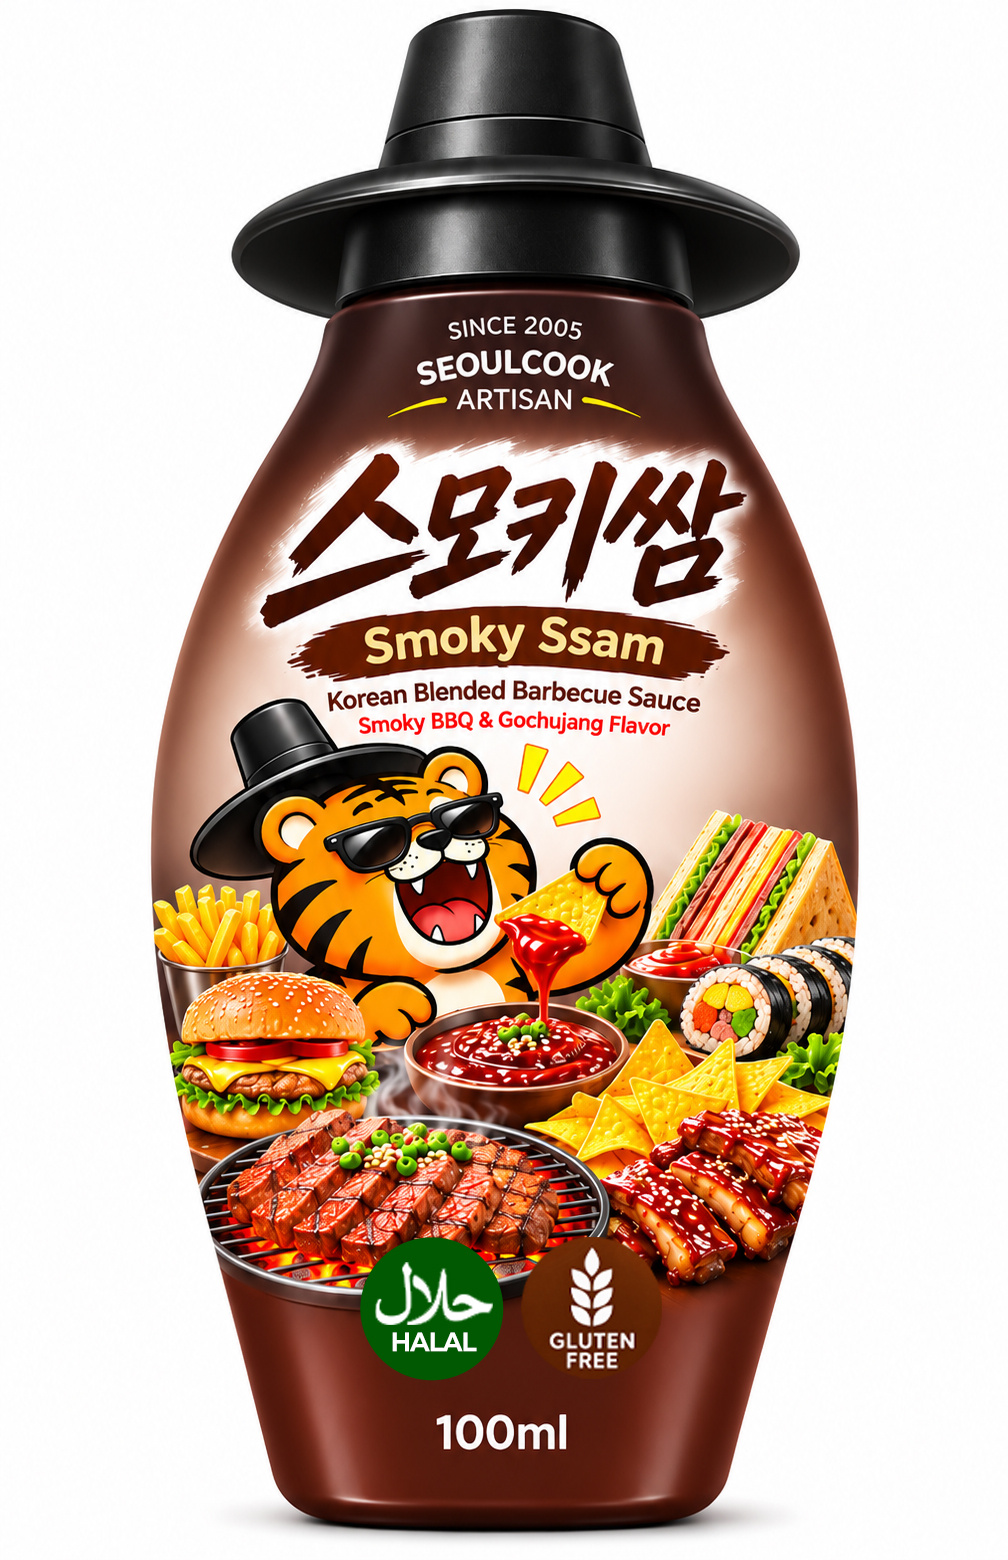 SINCE 2005
SEOULCOOK
ARTISAN
스모키쌈
Smoky Ssam
Korean Blended Barbecue Sauce
Smoky BBQ & Gochujang Flavor
حلال
HALAL
GLUTEN
FREE
100ml